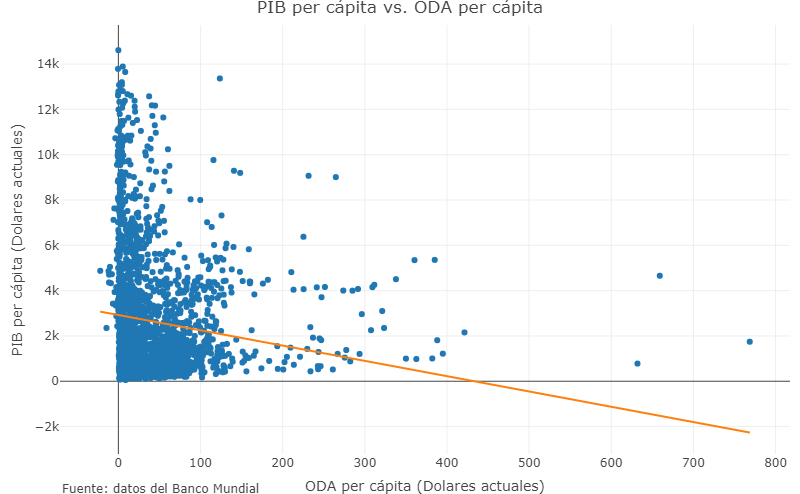 PIB per cápita vs. ODA per cápita
14k
12k
10k
8k
6k
4k
2k
0
−2k
PIB per cápita (Dolares actuales)
0 100 200 300 400 500 600 700 800
ODA per cápita (Dolares actuales)
Fuente: datos del Banco Mundial